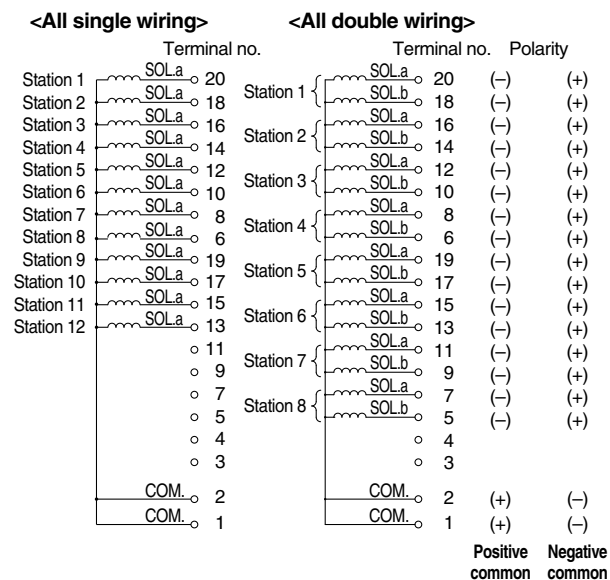 <All single wiring> <All double wiring>
Terminal no. Terminal no. Polarity
Station 1 SOL.a 20 Station 1 SOL.a 20 (–) (+)
Station 2 SOL.a 18 SOL.b 18 (–) (+)
Station 3 SOL.a 16 Station 2 SOL.a 16 (–) (+)
Station 4 SOL.a 14 SOL.b 14 (–) (+)
Station 5 SOL.a 12 Station 3 SOL.a 12 (–) (+)
Station 6 SOL.a 10 SOL.b 10 (–) (+)
Station 7 SOL.a 8 Station 4 SOL.a 8 (–) (+)
Station 8 SOL.a 6 SOL.b 6 (–) (+)
Station 9 SOL.a 19 Station 5 SOL.a 19 (–) (+)
Station 10 SOL.a 17 SOL.b 17 (–) (+)
Station 11 SOL.a 15 Station 6 SOL.a 15 (–) (+)
Station 12 SOL.a 13 SOL.b 13 (–) (+)
11 Station 7 SOL.a 11 (–) (+)
9 SOL.b 9 (–) (+)
7 Station 8 SOL.a 7 (–) (+)
5 SOL.b 5 (–) (+)
4 4
3 3
COM. 2 COM. 2 (+) (–)
COM. 1 COM. 1 (+) (–)
Positive Negative
common common